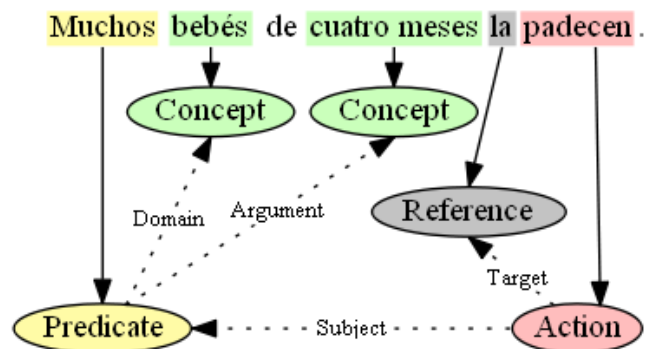 Muchos bebés de cuatro meses la padecen .
Concept Concept
Domain Argument Reference
Target
Predicate Subject Action